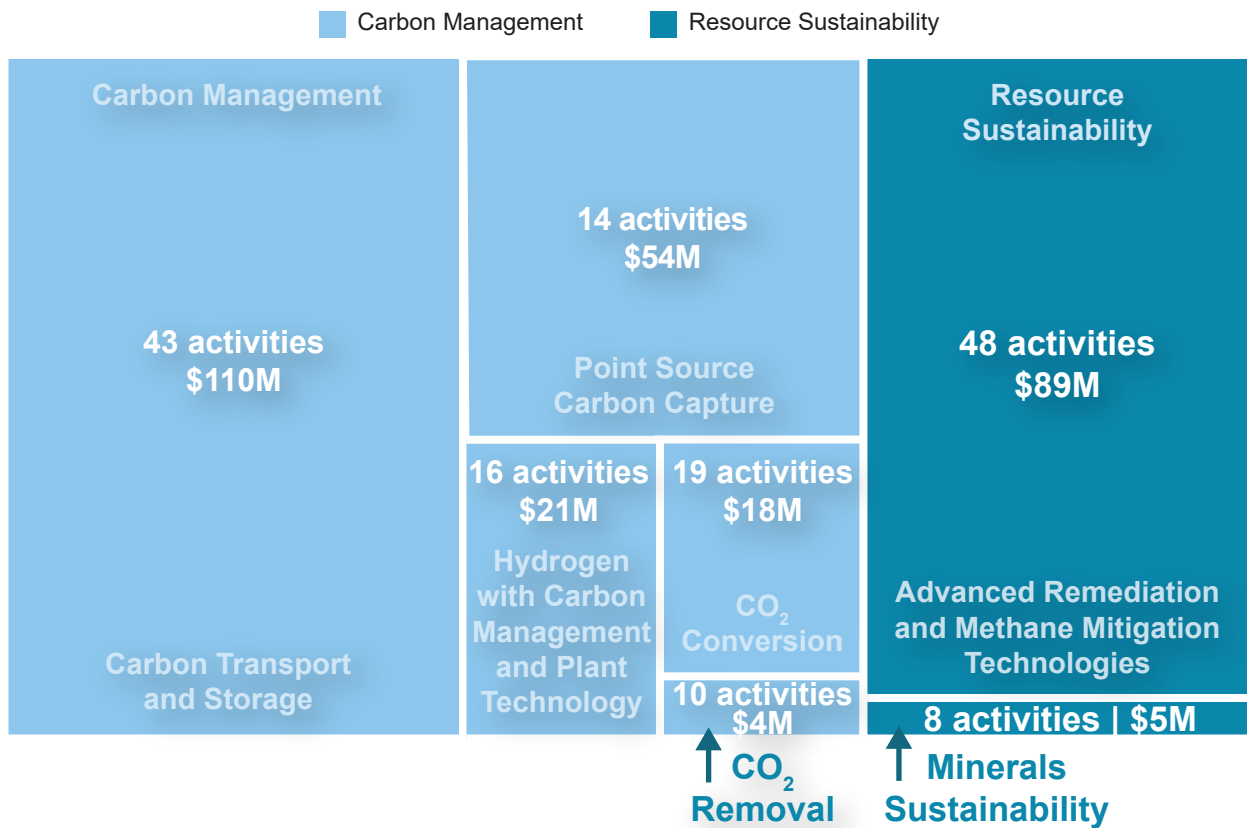 Carbon Management
Resource Sustainability
Carbon Management
43 activities
$110M
Carbon Transport
and Storage
14 activities
$54M
Point Source
Carbon Capture
16 activities
$21M
Hydrogen
with Carbon
Management
and Plant
Technology
19 activities
$18M
CO₂
Conversion
10 activities
$4M
CO₂
Removal
Resource
Sustainability
48 activities
$89M
Advanced Remediation
and Methane Mitigation
Technologies
8 activities | $5M
Minerals
Sustainability